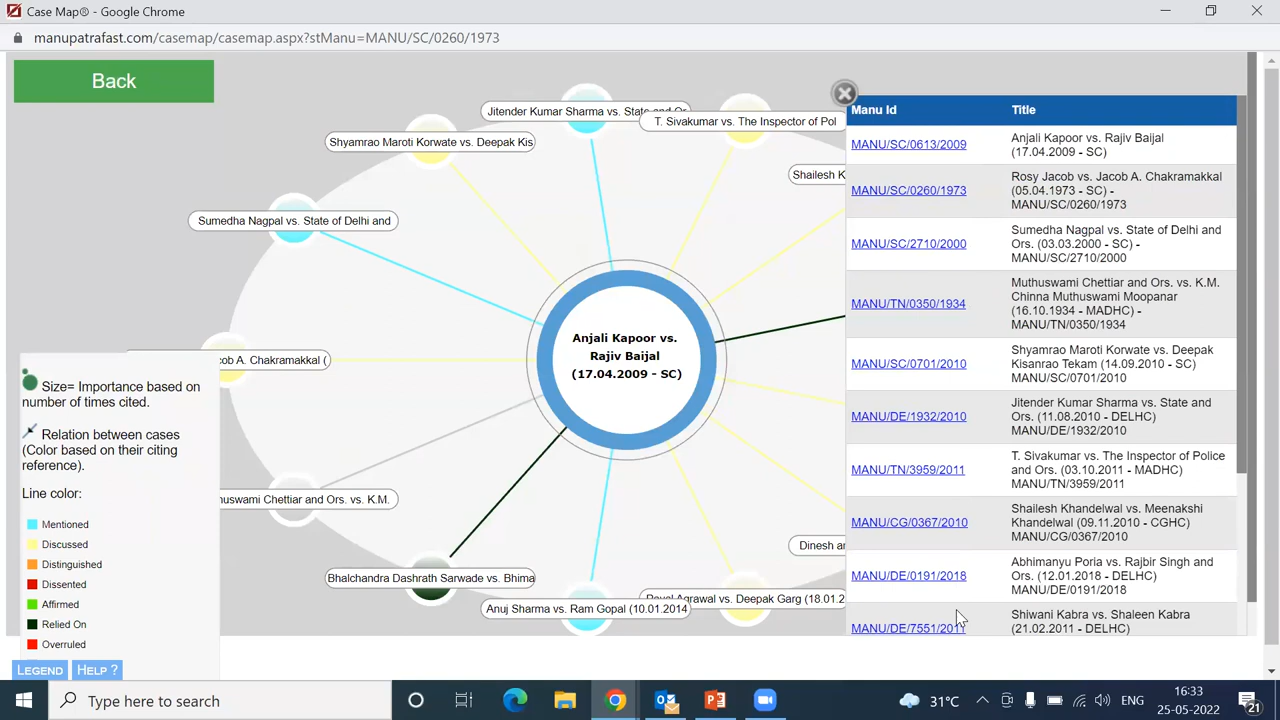 Case Map® - Google Chrome
manupatrafast.com/casemap/casemap.aspx?stManu=MANU/SC/0260/1973
Back
Jitender Kumar Sharma vs. State and Or
T. Sivakumar vs. The Inspector of Pol
Shyamrao Maroti Korwate vs. Deepak Kis
Shailesh K
Sumedha Nagpal vs. State of Delhi and
Anjali Kapoor vs.
Rajiv Baijal
(17.04.2009 - SC)
cob A. Chakramakkal (
Muthuswami Chettiar and Ors. vs. K.M.
Dinesh an
Bhalchandra Dashrath Sarwade vs. Bhima
Payal Agrawal vs. Deepak Garg (18.01.2
Anuj Sharma vs. Ram Gopal (10.01.2014
Size= Importance based on
number of times cited.
Relation between cases
(Color based on their citing
reference).
Line color:
Mentioned
Discussed
Distinguished
Dissented
Affirmed
Relied On
Overruled
LEGEND
HELP ?
Manu Id Title
MANU/SC/0613/2009
Anjali Kapoor vs. Rajiv Baijal
(17.04.2009 - SC)
MANU/SC/0260/1973
Rosy Jacob vs. Jacob A. Chakramakkal
(05.04.1973 - SC) -
MANU/SC/0260/1973
MANU/SC/2710/2000
Sumedha Nagpal vs. State of Delhi and
Ors. (03.03.2000 - SC) -
MANU/SC/2710/2000
MANU/TN/0350/1934
Muthuswami Chettiar and Ors. vs. K.M.
Chinna Muthuswami Moopanar
(16.10.1934 - MADHC) -
MANU/TN/0350/1934
MANU/SC/0701/2010
Shyamrao Maroti Korwate vs. Deepak
Kisanrao Tekam (14.09.2010 - SC)
MANU/SC/0701/2010
MANU/DE/1932/2010
Jitender Kumar Sharma vs. State and
Ors. (11.08.2010 - DELHC)
MANU/DE/1932/2010
MANU/TN/3959/2011
T. Sivakumar vs. The Inspector of Police
and Ors. (03.10.2011 - MADHC)
MANU/TN/3959/2011
MANU/CG/0367/2010
Shailesh Khandelwal vs. Meenakshi
Khandelwal (09.11.2010 - CGHC)
MANU/CG/0367/2010
MANU/DE/0191/2018
Abhimanyu Poria vs. Rajbir Singh and
Ors. (12.01.2018 - DELHC)
MANU/DE/0191/2018
MANU/DE/7551/2011
Shiwani Kabra vs. Shaleen Kabra
(21.02.2011 - DELHC)
Type here to search
31°C
ENG
16:33
25-05-2022
21